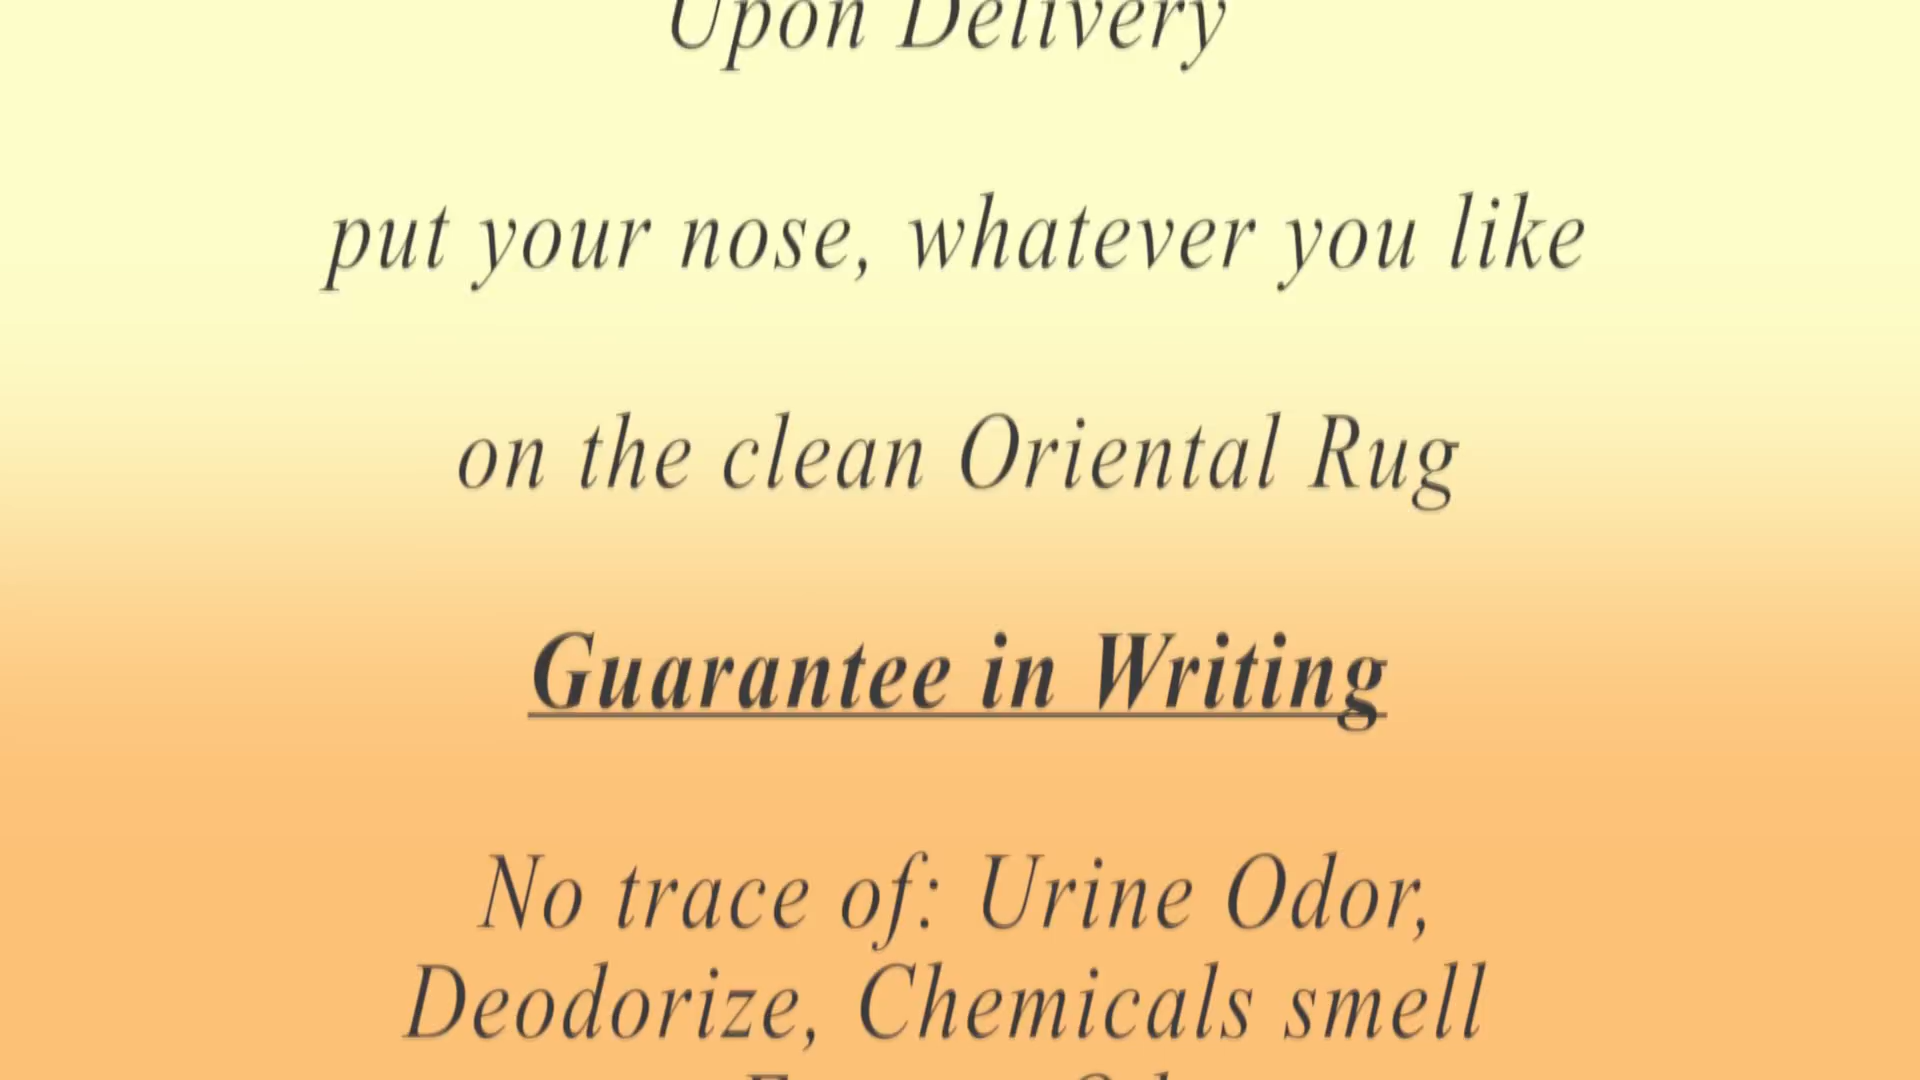 Upon Delivery
put your nose, whatever you like
on the clean Oriental Rug
Guarantee in Writing
No trace of: Urine Odor,
Deodorize, Chemicals smell